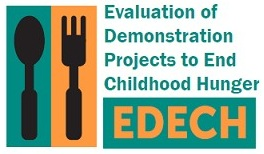 Evaluation of
Demonstration
Projects to End
Childhood Hunger
EDECH